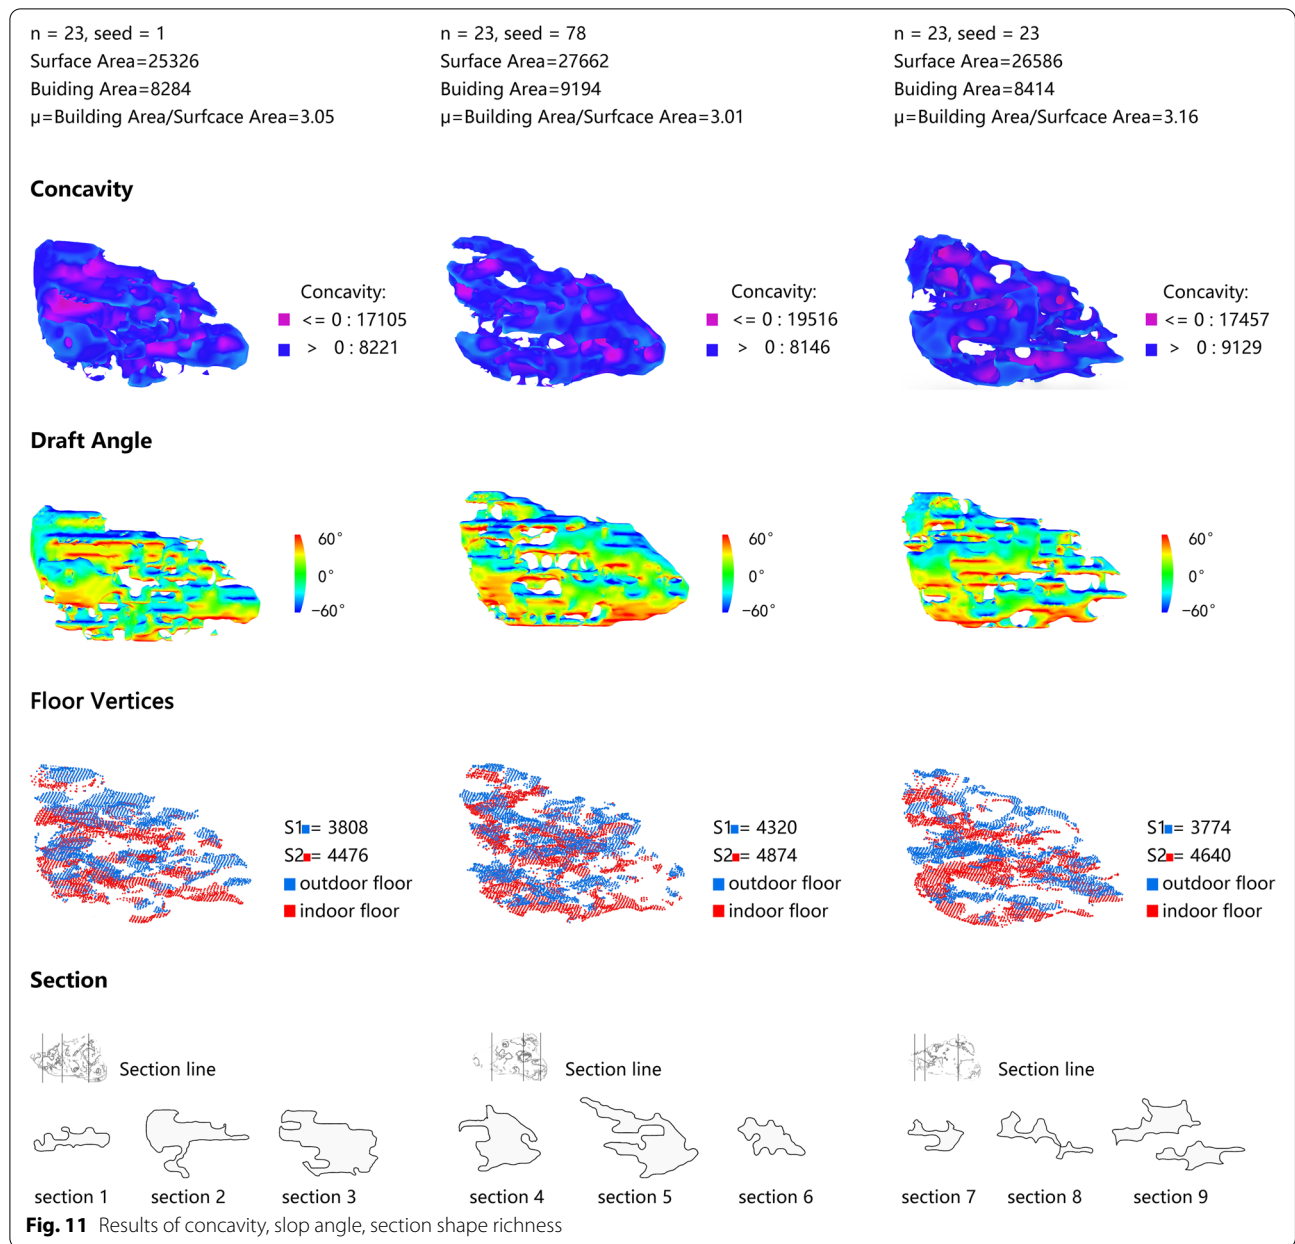 n = 23, seed = 1
Surface Area=25326
Buiding Area=8284
μ=Building Area/Surfcace Area=3.05
n = 23, seed = 78
Surface Area=27662
Buiding Area=9194
μ=Building Area/Surfcace Area=3.01
n = 23, seed = 23
Surface Area=26586
Buiding Area=8414
μ=Building Area/Surfcace Area=3.16
Concavity
Concavity:
<= 0 : 17105
> 0 : 8221
Concavity:
<= 0 : 19516
> 0 : 8146
Concavity:
<= 0 : 17457
> 0 : 9129
Draft Angle
60°
0°
−60°
60°
0°
−60°
60°
0°
−60°
Floor Vertices
S1 = 3808
S2 = 4476
outdoor floor
indoor floor
S1 = 4320
S2 = 4874
outdoor floor
indoor floor
S1 = 3774
S2 = 4640
outdoor floor
indoor floor
Section
Section line
Section line
Section line
section 1 section 2 section 3 section 4 section 5 section 6 section 7 section 8 section 9
Fig. 11 Results of concavity, slop angle, section shape richness